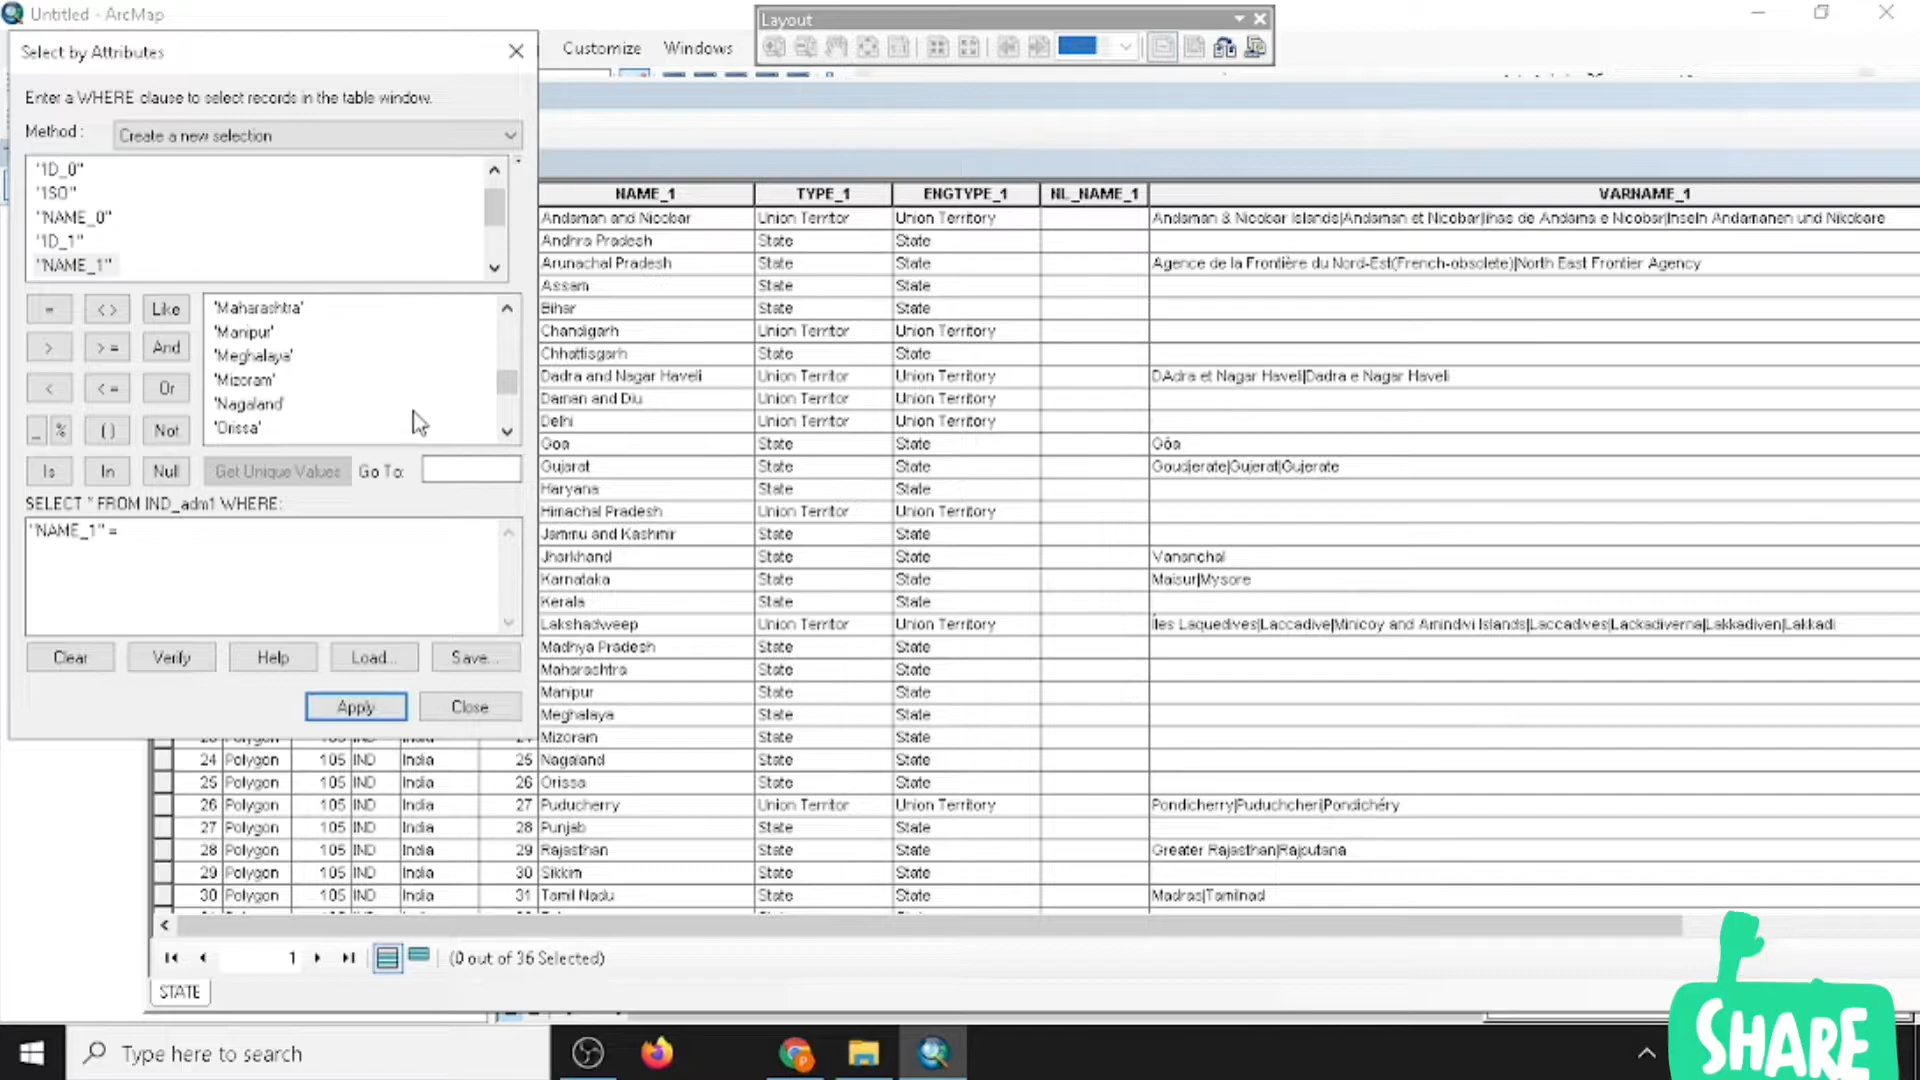 Untitled - ArcMap
Layout
Select by Attributes
Customize Windows
Enter a WHERE clause to select records in the table window.
Method : Create a new selection
"ID_0"
"ISO"
"NAME_0"
"ID_1"
"NAME_1"
= < > Like
> > = And
< < = Or
_ % ( ) Not
Is In Null
'Maharashtra'
'Manipur'
'Meghalaya'
'Mizoram'
'Nagaland'
'Orissa'
Get Unique Values Go To:
SELECT * FROM IND_adm1 WHERE:
"NAME_1" =
Clear Verify Help Load... Save...
Apply Close
NAME_1 TYPE_1 ENGTYPE_1 NL_NAME_1 VARNAME_1
Andaman and Nicobar Union Territor Union Territory Andaman & Nicobar Islands|Andaman et Nicobar|Ihas de Andama e Nicobar|Inseln Andamanen und Nikobare
Andhra Pradesh State State
Arunachal Pradesh State State Agence de la Frontière du Nord-Est(French-obsolete)|North East Frontier Agency
Assam State State
Bihar State State
Chandigarh Union Territor Union Territory
Chhattisgarh State State
Dadra and Nagar Haveli Union Territor Union Territory DAdra et Nagar Haveli|Dadra e Nagar Haveli
Daman and Diu Union Territor Union Territory
Delhi Union Territor Union Territory
Goa State State Gôa
Gujarat State State Goudjerate|Gujerat|Gujerate
Haryana State State
Himachal Pradesh Union Territor Union Territory
Jammu and Kashmir State State
Jharkhand State State Vananchal
Karnataka State State Maisur|Mysore
Kerala State State
Lakshadweep Union Territor Union Territory Îles Laquedives|Laccadive|Minicoy and Amindivi Islands|Laccadives|Lackadiverna|Lakkadiven|Lakkadi
Madhya Pradesh State State
Maharashtra State State
Manipur State State
Meghalaya State State
Mizoram State State
24 Polygon 105 IND India 25 Nagaland State State
25 Polygon 105 IND India 26 Orissa State State
26 Polygon 105 IND India 27 Puducherry Union Territor Union Territory Pondicherry|Puduchcheri|Pondichéry
27 Polygon 105 IND India 28 Punjab State State
28 Polygon 105 IND India 29 Rajasthan State State Greater Rajasthan|Rajputana
29 Polygon 105 IND India 30 Sikkim State State
30 Polygon 105 IND India 31 Tamil Nadu State State Madras|Tamilnad
1 (0 out of 36 Selected)
STATE
Type here to search
SHARE